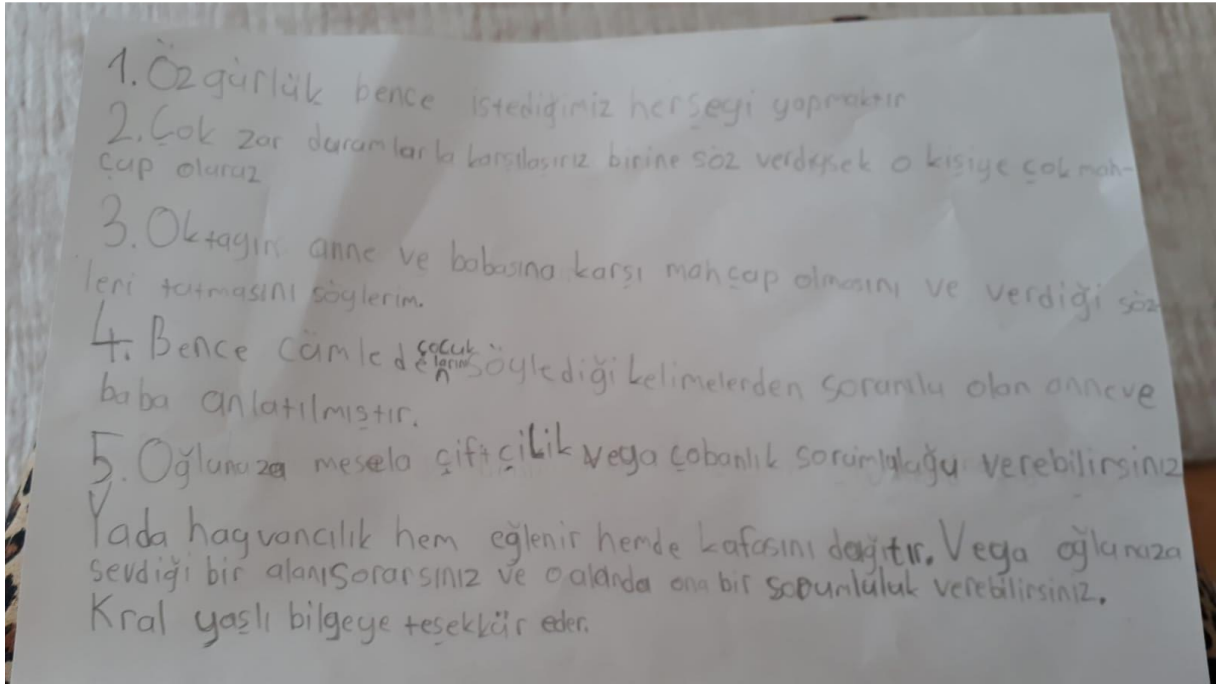 1. Özgürlük bence istediğimiz herşeyi yapmaktır
2. Çok zor durumlarla karşılaşırız birine söz verdiysek o kişiye çok mah-
çup oluruz
3. Oktayın anne ve babasına karşı mahçup olmasını ve verdiği söz-
leri tutmasını söylerim.
4. Bence cümlede çocuklarının söylediği kelimelerden sorumlu olan anne ve
baba anlatılmıştır.
5. Oğlunuza mesela çiftçilik veya çobanlık sorumluluğu verebilirsiniz
Yada hayvancılık hem eğlenir hemde kafasını dağıtır. Veya oğlunuza
sevdiği bir alanı sorarsınız ve o alanda ona bir sorumluluk verebilirsiniz.
Kral yaşlı bilgeye teşekkür eder.